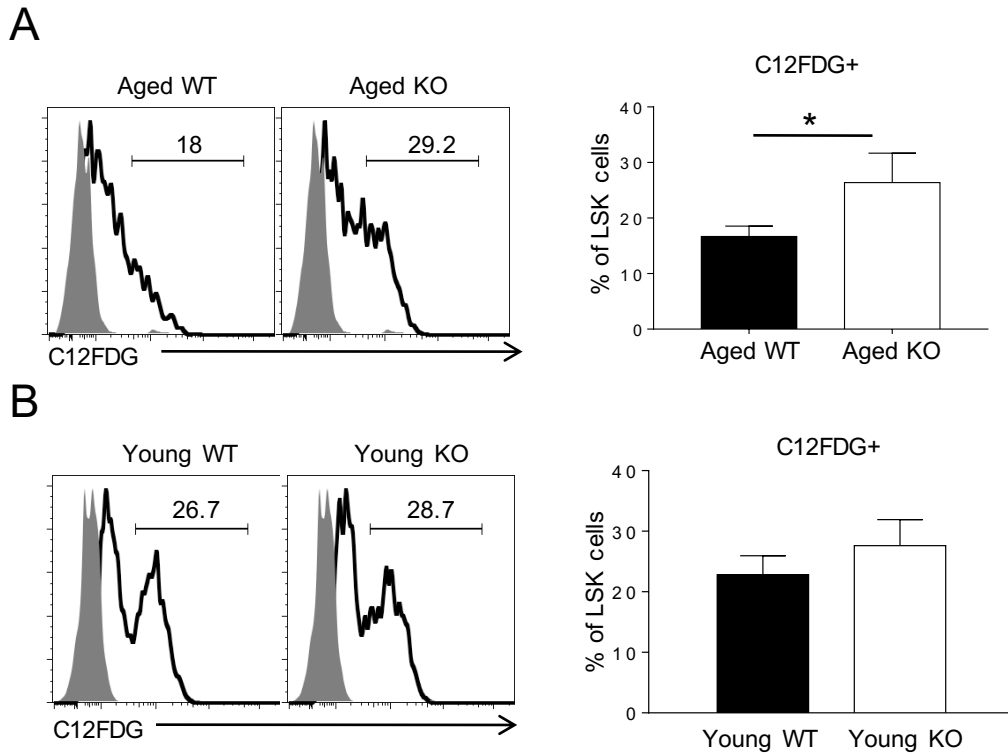 A
Aged WT
Aged KO
18
29.2
C12FDG
C12FDG+
% of LSK cells
40
30
20
10
0
*
Aged WT
Aged KO
B
Young WT
Young KO
26.7
28.7
C12FDG
C12FDG+
% of LSK cells
40
30
20
10
0
Young WT
Young KO